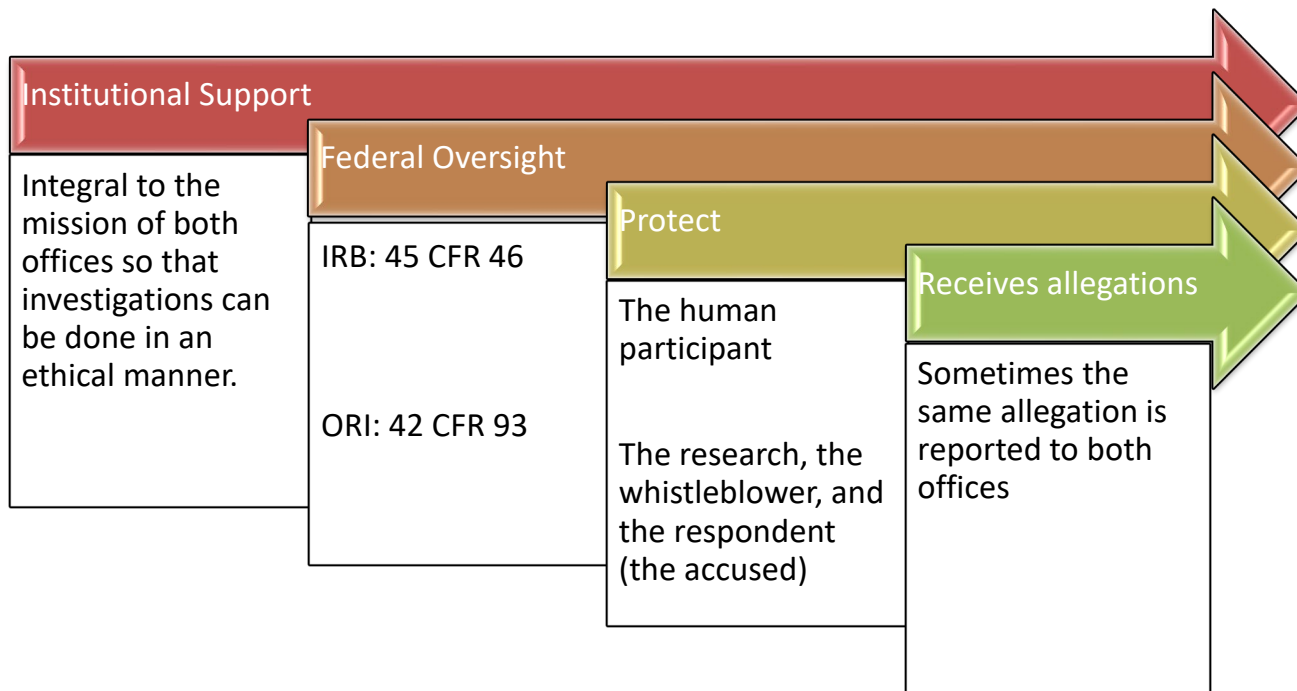 Institutional Support
Integral to the
mission of both
offices so that
investigations can
be done in an
ethical manner.
Federal Oversight
IRB: 45 CFR 46
ORI: 42 CFR 93
Protect
The human
participant
The research, the
whistleblower, and
the respondent
(the accused)
Receives allegations
Sometimes the
same allegation is
reported to both
offices